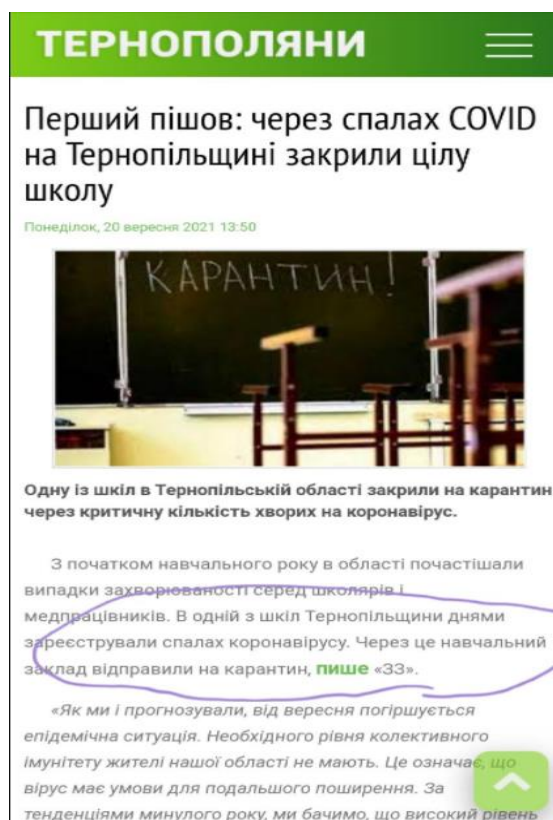 ТЕРНОПОЛЯНИ
Перший пішов: через спалах COVID
на Тернопільщині закрили цілу
школу
Понеділок, 20 вересня 2021 13:50
КАРАНТИН!
Одну із шкіл в Тернопільській області закрили на карантин
через критичну кількість хворих на коронавірус.
З початком навчального року в області почастішали
випадки захворюваності серед школярів і
медпрацівників. В одній з шкіл Тернопільщини днями
зареєстрували спалах коронавірусу. Через це навчальний
заклад відправили на карантин, пише «33».
«Як ми і прогнозували, від вересня погіршується
епідемічна ситуація. Необхідного рівня колективного
імунітету жителі нашої області не мають. Це означає, що
вірус має умови для подальшого поширення. За
тенденціями минулого року, ми бачимо, що високий рівень